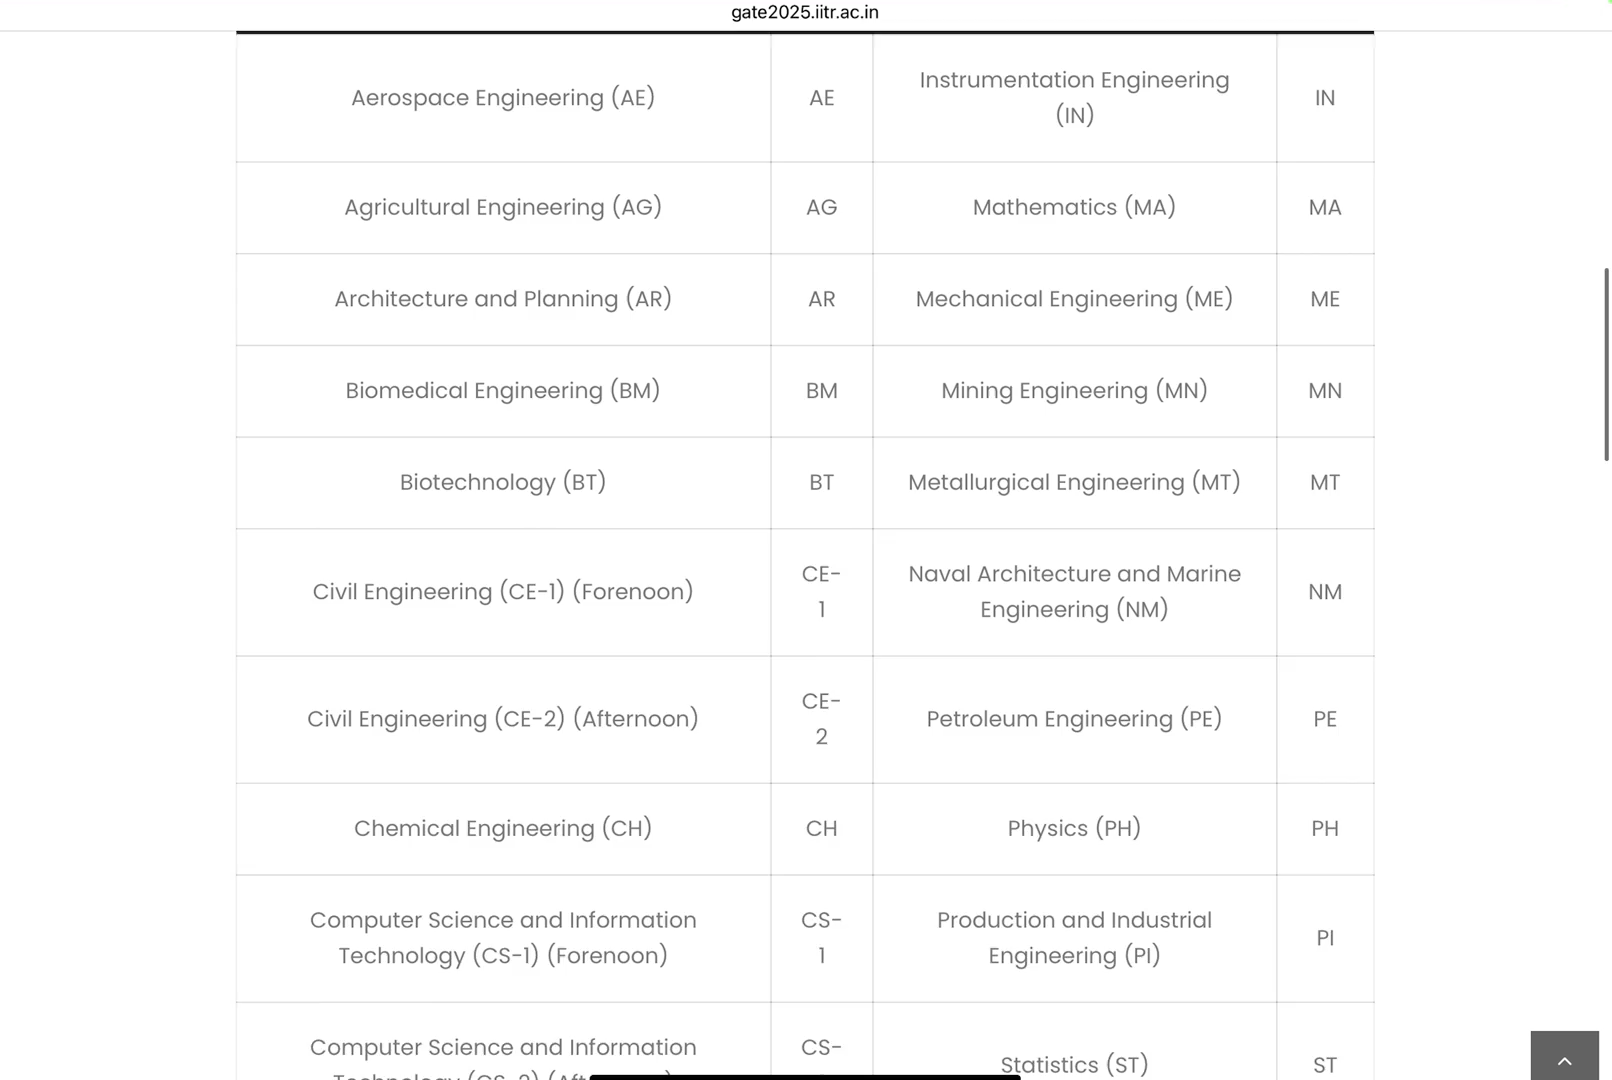 gate2025.iitr.ac.in
Aerospace Engineering (AE)
AE
Instrumentation Engineering
(IN)
IN
Agricultural Engineering (AG)
AG
Mathematics (MA)
MA
Architecture and Planning (AR)
AR
Mechanical Engineering (ME)
ME
Biomedical Engineering (BM)
BM
Mining Engineering (MN)
MN
Biotechnology (BT)
BT
Metallurgical Engineering (MT)
MT
Civil Engineering (CE-1) (Forenoon)
CE-
1
Naval Architecture and Marine
Engineering (NM)
NM
Civil Engineering (CE-2) (Afternoon)
CE-
2
Petroleum Engineering (PE)
PE
Chemical Engineering (CH)
CH
Physics (PH)
PH
Computer Science and Information
Technology (CS-1) (Forenoon)
CS-
1
Production and Industrial
Engineering (PI)
PI
Computer Science and Information
Technology (CS-2)
CS-
Statistics (ST)
ST